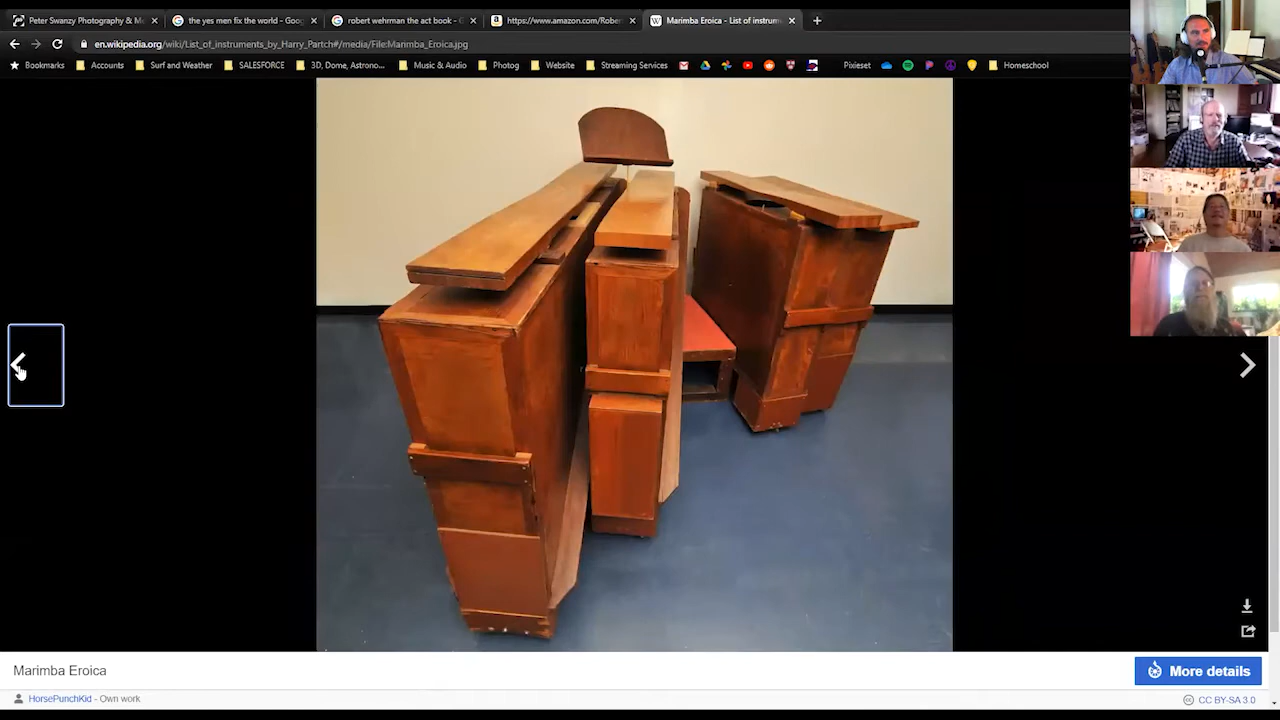 Peter Swanzy Photography & Me
the yes men fix the world - Goog
robert wehrman the act book - G
https://www.amazon.com/Rober
Marimba Eroica - List of instrum
en.wikipedia.org/wiki/List_of_instruments_by_Harry_Partch#/media/File:Marimba_Eroica.jpg
Bookmarks Accounts Surf and Weather SALESFORCE 3D, Dome, Astrono... Music & Audio Photog Website Streaming Services Pixieset Homeschool
Marimba Eroica
More details
HorsePunchKid - Own work
CC BY-SA 3.0